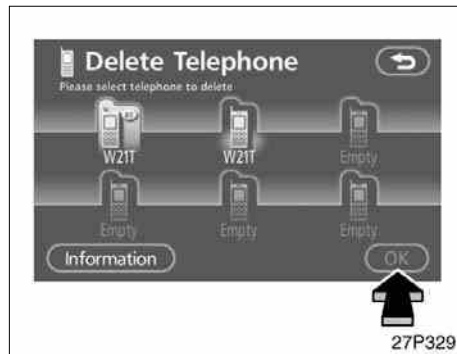 Delete Telephone
Please select telephone to delete
W21T W21T Empty
Empty Empty Empty
Information OK
27P329